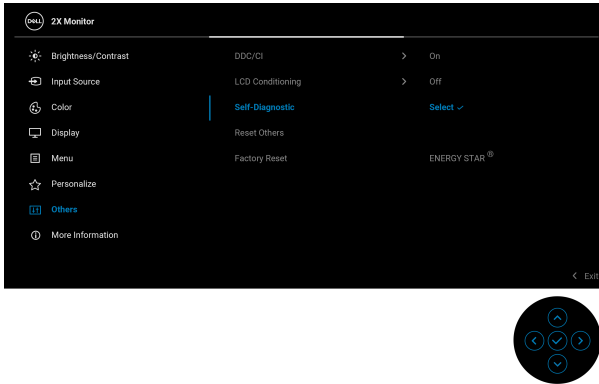 DELL 2X Monitor
Brightness/Contrast DDC/CI On
Input Source LCD Conditioning Off
Color Self-Diagnostic Select
Display Reset Others
Menu Factory Reset ENERGY STAR®
Personalize
Others
More Information
Exit